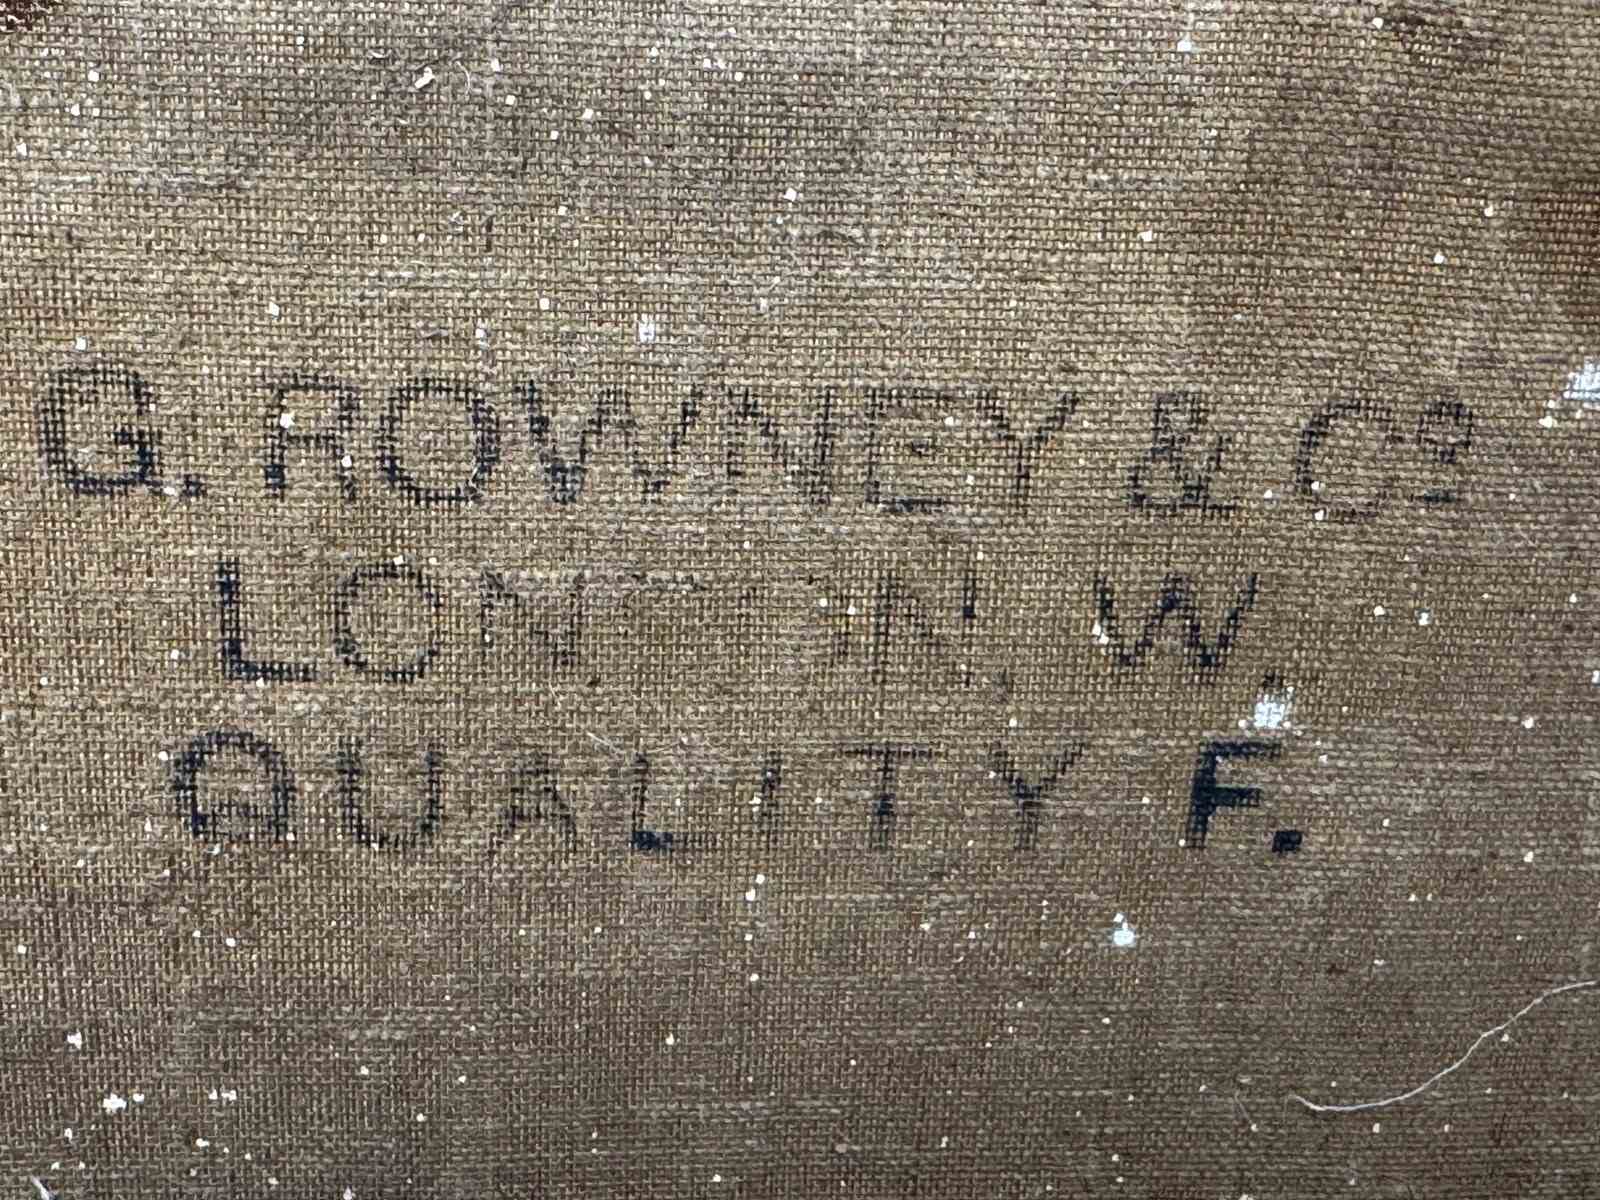 G. ROWNEY & Cº
LONDON W.
QUALITY F.